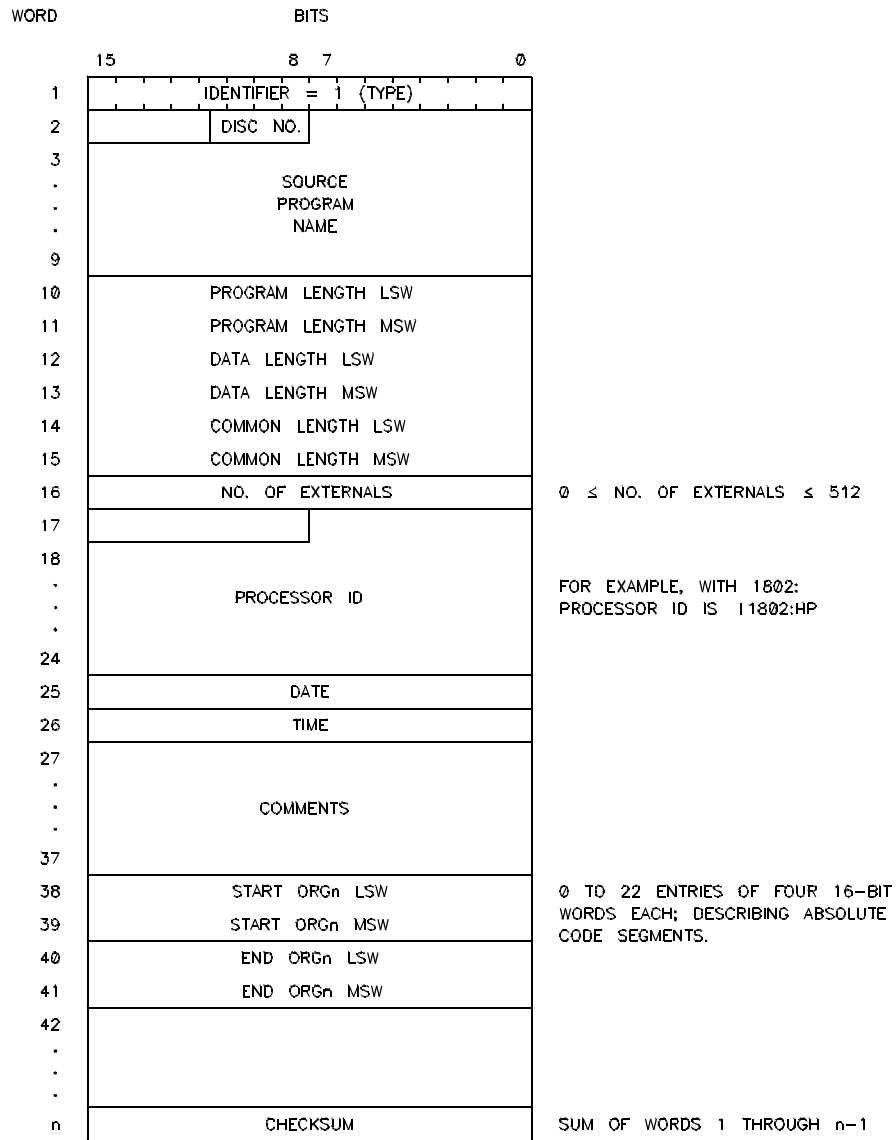 WORD BITS
15 8 7 0
1 IDENTIFIER = 1 (TYPE)
2 DISC NO.
3
. SOURCE
. PROGRAM
. NAME
9
10 PROGRAM LENGTH LSW
11 PROGRAM LENGTH MSW
12 DATA LENGTH LSW
13 DATA LENGTH MSW
14 COMMON LENGTH LSW
15 COMMON LENGTH MSW
16 NO. OF EXTERNALS 0 ≤ NO. OF EXTERNALS ≤ 512
17
18
. FOR EXAMPLE, WITH 1802:
. PROCESSOR ID PROCESSOR ID IS I1802:HP
.
24
25 DATE
26 TIME
27
.
. COMMENTS
.
37
38 START ORGn LSW 0 TO 22 ENTRIES OF FOUR 16-BIT
39 START ORGn MSW WORDS EACH; DESCRIBING ABSOLUTE
40 END ORGn LSW CODE SEGMENTS.
41 END ORGn MSW
42
.
.
.
n CHECKSUM SUM OF WORDS 1 THROUGH n-1